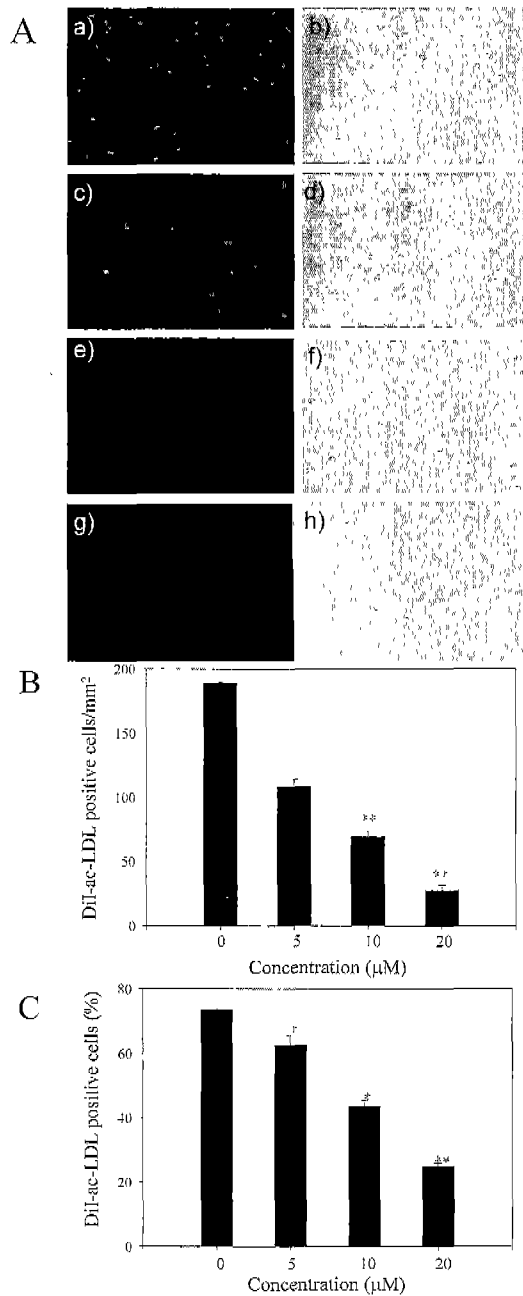 A
a)
b)
c)
d)
e)
f)
g)
h)
B
DiI-ac-LDL positive cells/mm²
200
150
100
50
0
**
**
0 5 10 20
Concentration (μM)
C
DiI-ac-LDL positive cells (%)
80
60
40
20
0
*
**
0 5 10 20
Concentration (μM)